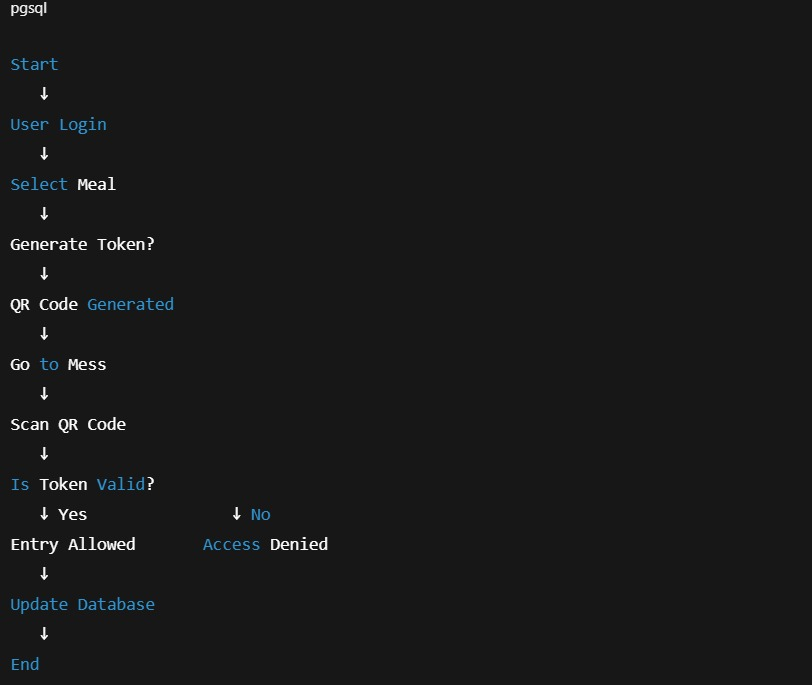 pgsql
Start
↓
User Login
↓
Select Meal
↓
Generate Token?
↓
QR Code Generated
↓
Go to Mess
↓
Scan QR Code
↓
Is Token Valid?
↓ Yes ↓ No
Entry Allowed Access Denied
↓
Update Database
↓
End